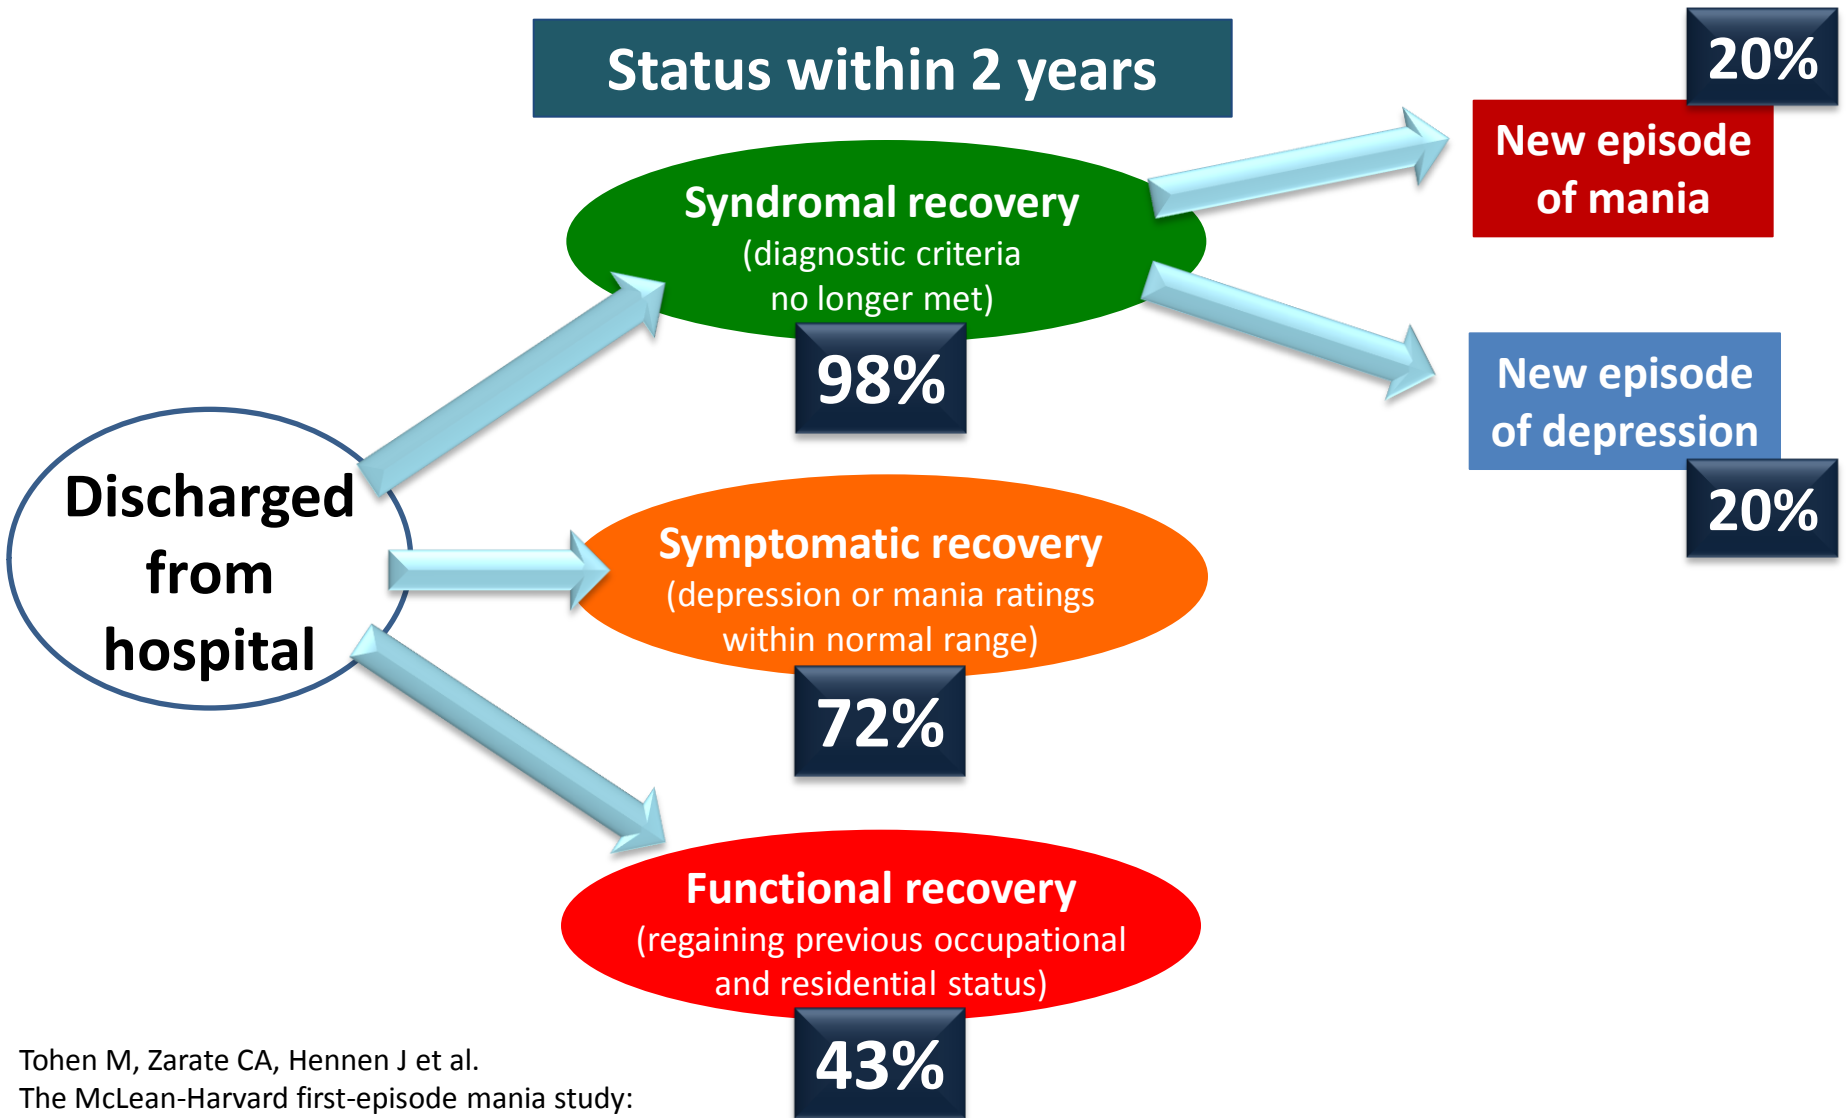 Status within 2 years
20%
New episode
of mania
Syndromal recovery
(diagnostic criteria
no longer met)
98%
New episode
of depression
20%
Discharged
from
hospital
Symptomatic recovery
(depression or mania ratings
within normal range)
72%
Functional recovery
(regaining previous occupational
and residential status)
43%
Tohen M, Zarate CA, Hennen J et al.
The McLean-Harvard first-episode mania study: